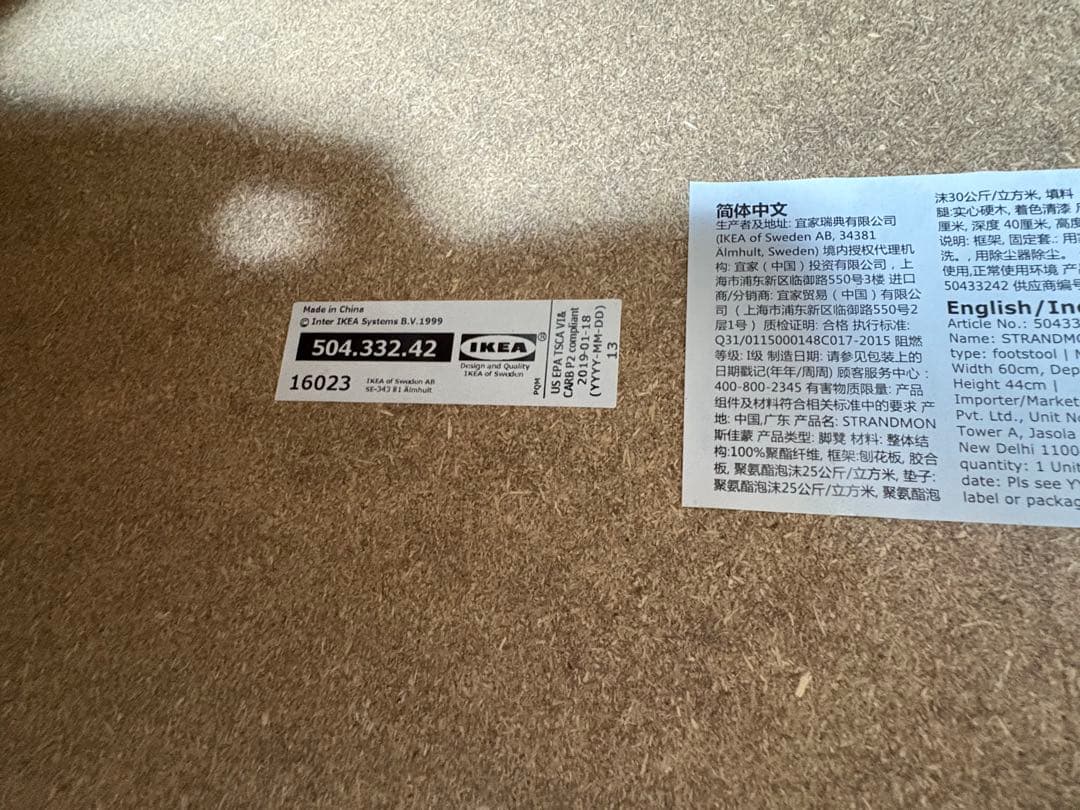 Made in China
© Inter IKEA Systems B.V.1999
504.332.42
IKEA®
Design and Quality
IKEA of Sweden
16023
IKEA of Sweden AB
SE-343 81 Älmhult
PQM
US EPA TSCA VI&
CARB P2 compliant
2019-01-18
(YYYY-MM-DD)
13
简体中文
生产者及地址: 宜家瑞典有限公司
(IKEA of Sweden AB, 34381
Älmhult, Sweden) 境内授权代理机
构: 宜家（中国）投资有限公司，上
海市浦东新区临御路550号3楼 进口
商/分销商: 宜家贸易（中国）有限公
司（上海市浦东新区临御路550号2
层1号）质检证明: 合格 执行标准:
Q31/0115000148C017-2015 阻燃
等级: I级 制造日期: 请参见包装上的
日期戳记(年年/周周) 顾客服务中心：
400-800-2345 有害物质限量: 产品
组件及材料符合相关标准中的要求 产
地: 中国,广东 产品名: STRANDMON
斯佳蒙 产品类型: 脚凳 材料: 整体结
构:100%聚酯纤维, 框架:刨花板, 胶合
板, 聚氨酯泡沫25公斤/立方米, 垫子:
聚氨酯泡沫25公斤/立方米, 聚氨酯泡
沫30公斤/立方米, 填料
腿:实心硬木, 着色清漆
厘米, 深度 40厘米, 高度
说明: 框架, 固定套.: 用
洗。, 用除尘器除尘。
使用,正常使用环境 产
50433242 供应商编号
English/In
Article No.: 5043
Name: STRANDMO
type: footstool |
Width 60cm, Dep
Height 44cm |
Importer/Market
Pvt. Ltd., Unit N
Tower A, Jasola
New Delhi 1100
quantity: 1 Unit
date: Pls see Y
label or packag